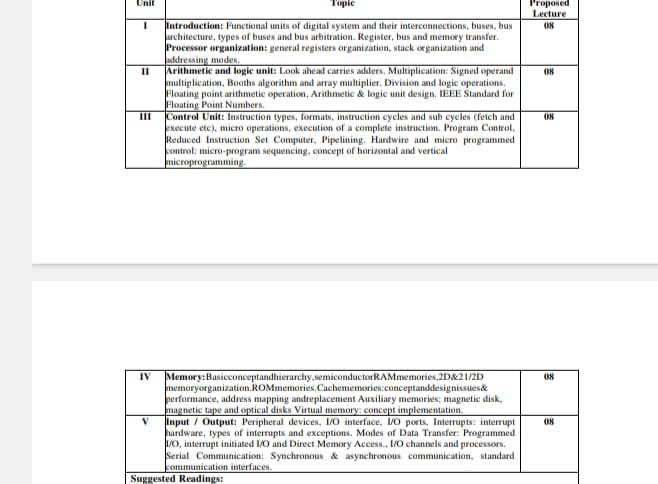 Unit Topic Proposed
Lecture
I Introduction: Functional units of digital system and their interconnections, buses, bus 08
architecture, types of buses and bus arbitration. Register, bus and memory transfer.
Processor organization: general registers organization, stack organization and
addressing modes.
II Arithmetic and logic unit: Look ahead carries adders. Multiplication: Signed operand 08
multiplication, Booths algorithm and array multiplier. Division and logic operations.
Floating point arithmetic operation, Arithmetic & logic unit design. IEEE Standard for
Floating Point Numbers.
III Control Unit: Instruction types, formats, instruction cycles and sub cycles (fetch and 08
execute etc), micro operations, execution of a complete instruction. Program Control,
Reduced Instruction Set Computer, Pipelining. Hardwire and micro programmed
control: micro-program sequencing, concept of horizontal and vertical
microprogramming.
IV Memory:Basicconceptandhierarchy,semiconductorRAMmemories,2D&21/2D 08
memoryorganization.ROMmemories.Cachememories:conceptanddesignissues&
performance, address mapping andreplacement Auxiliary memories: magnetic disk,
magnetic tape and optical disks Virtual memory: concept implementation.
V Input / Output: Peripheral devices, I/O interface, I/O ports, Interrupts: interrupt 08
hardware, types of interrupts and exceptions. Modes of Data Transfer: Programmed
I/O, interrupt initiated I/O and Direct Memory Access., I/O channels and processors.
Serial Communication: Synchronous & asynchronous communication, standard
communication interfaces.
Suggested Readings: